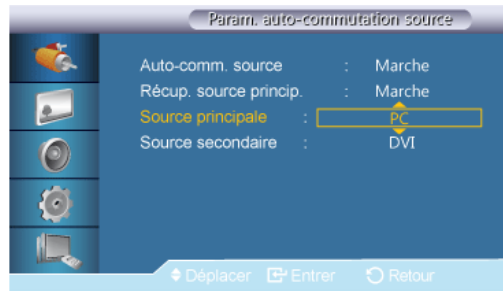 Param. auto-commutation source
Auto-comm. source : Marche
Récup. source princip. : Marche
Source principale : PC
Source secondaire : DVI
Déplacer Entrer Retour